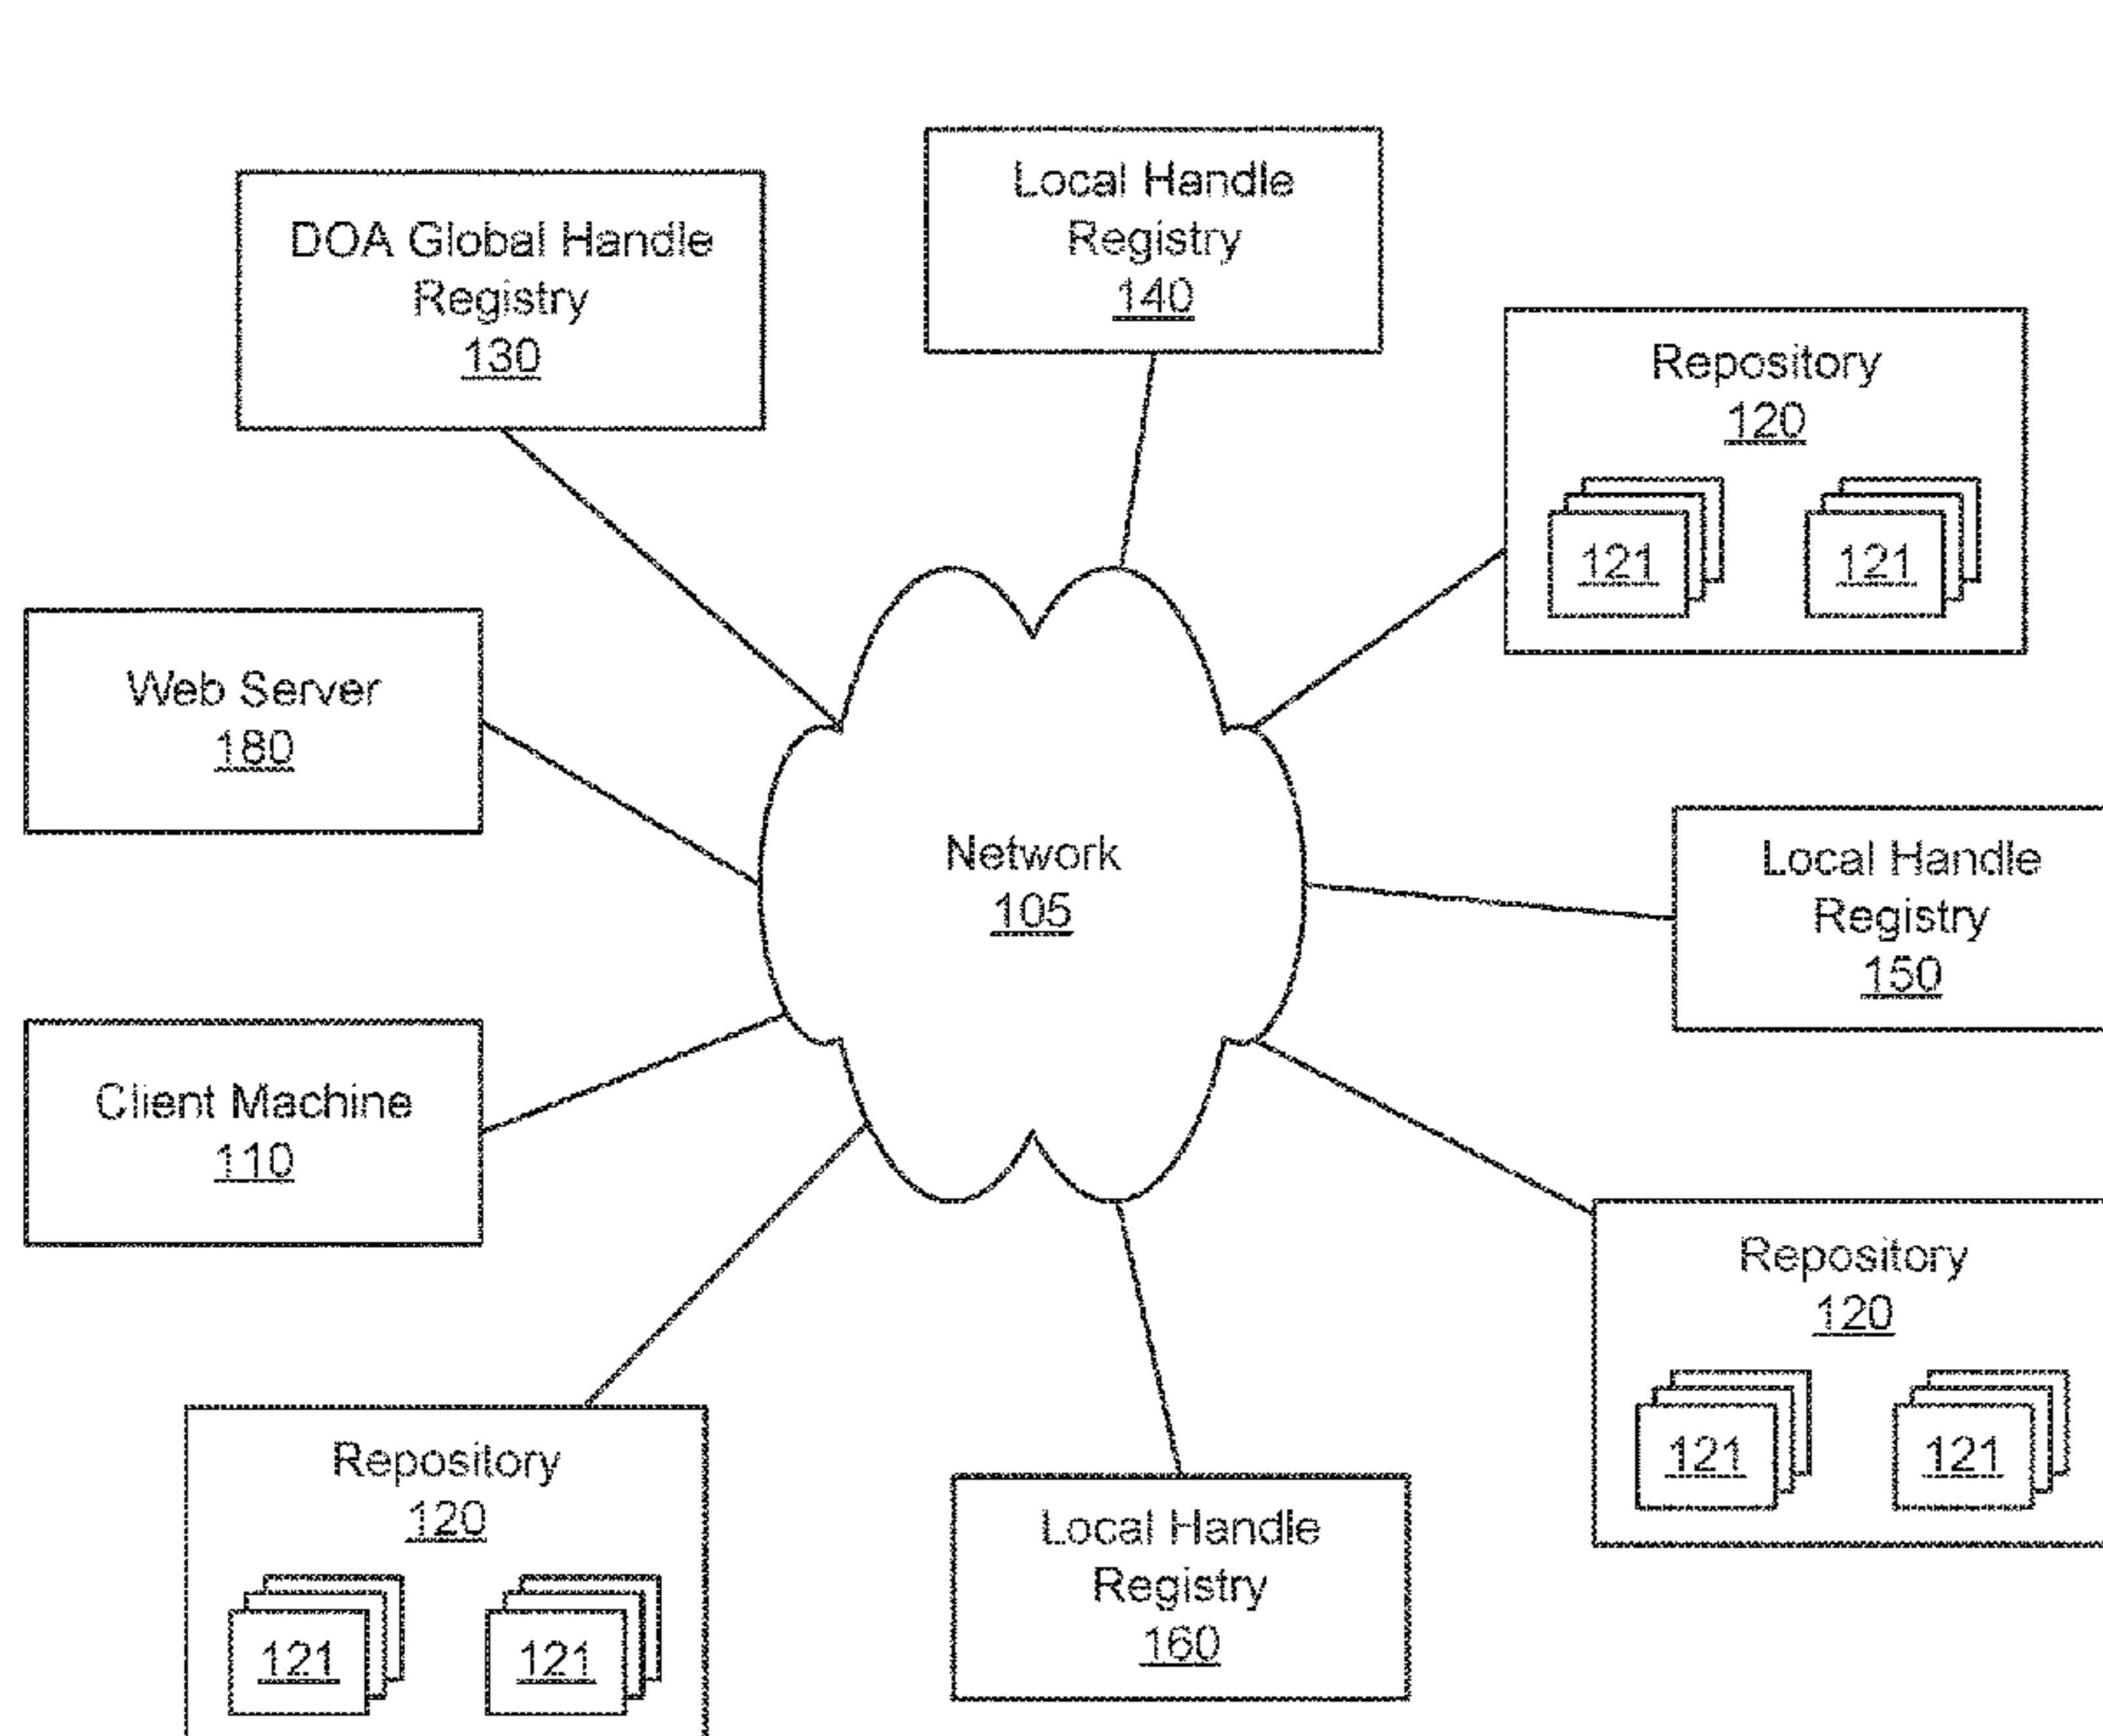 Local Handle
Registry
140
DOA Global Handle
Registry
130
Repository
120
121
121
Web Server
180
Network
105
Local Handle
Registry
150
Client Machine
110
Repository
120
121
121
Repository
120
121
121
Local Handle
Registry
160